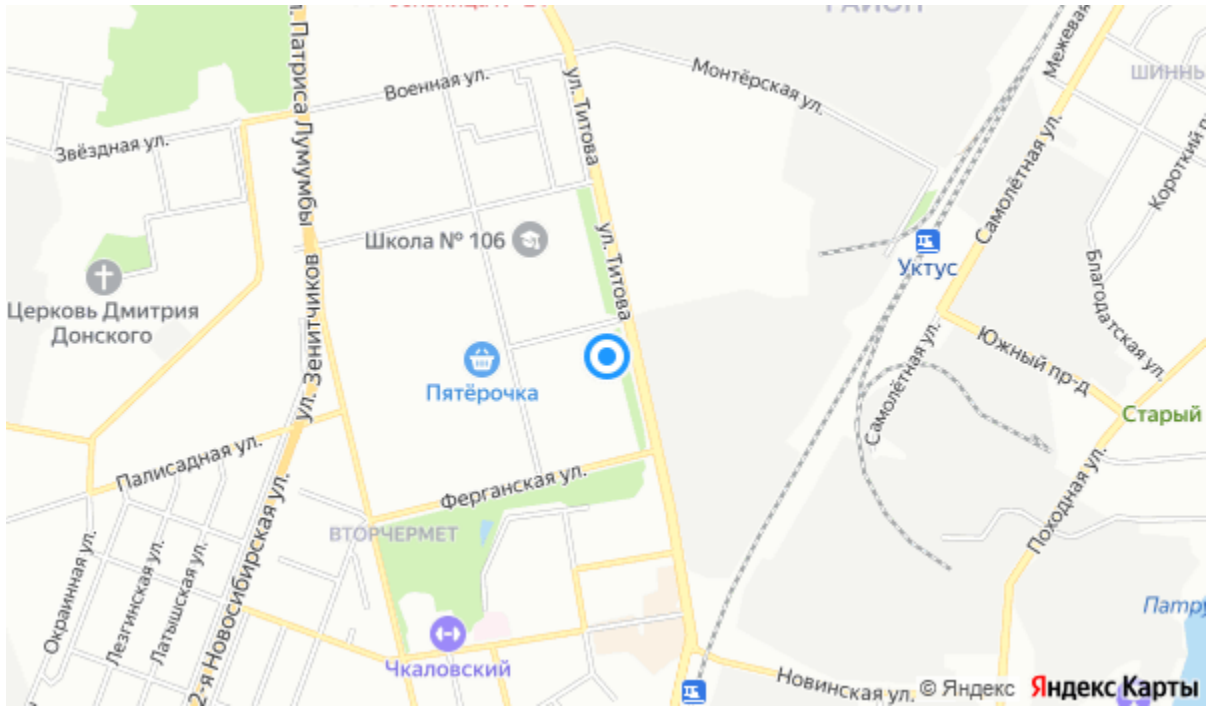 РАЙОН
ул. Патриса Лумумбы
Военная ул.
ул. Титова
Монтёрская ул.
Межевая
ШИННЫ
Звёздная ул.
Самолётная ул.
Короткий
Школа № 106
ул. Титова
Уктус
Благодатская ул.
Церковь Дмитрия
Донского
ул. Зенитчиков
Пятёрочка
Самолётная ул.
Южный пр-д
Старый
Палисадная ул.
Ферганская ул.
ВТОРЧЕРМЕТ
Походная ул.
Окраинная ул.
Лезгинская ул.
Латышская ул.
2-я Новосибирская ул.
Патру
Чкаловский
Новинская ул.
© Яндекс Яндекс Карты